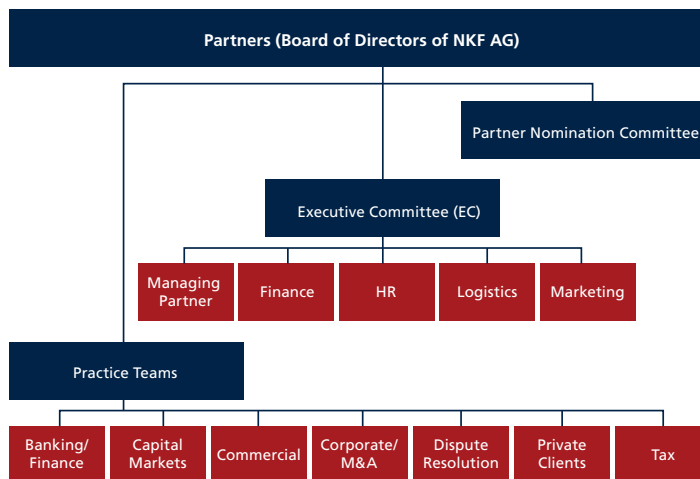 Partners (Board of Directors of NKF AG)
Partner Nomination Committee
Executive Committee (EC)
Managing
Partner
Finance
HR
Logistics
Marketing
Practice Teams
Banking/
Finance
Capital
Markets
Commercial
Corporate/
M&A
Dispute
Resolution
Private
Clients
Tax